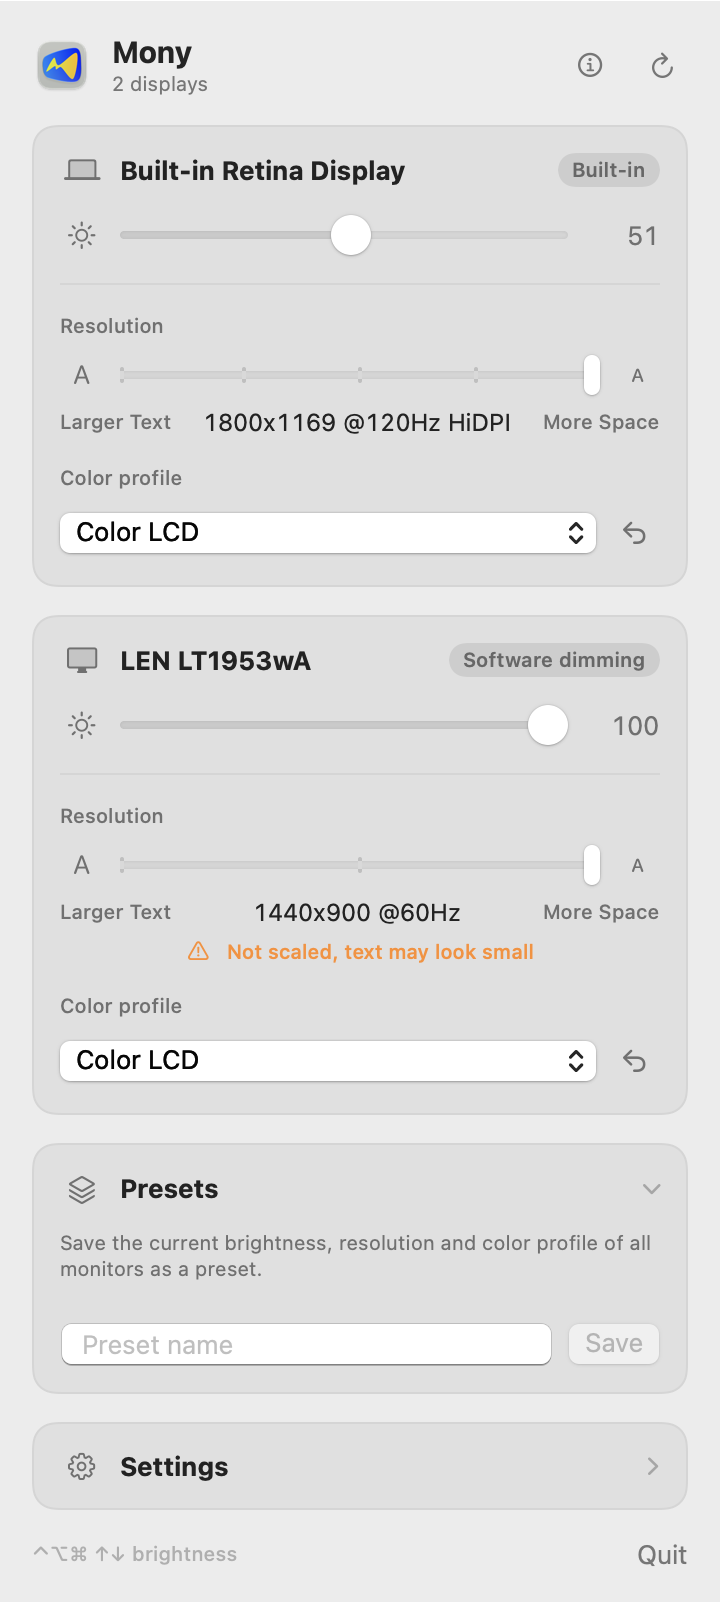 Mony
2 displays
Built-in Retina Display
Built-in
51
Resolution
A
A
Larger Text
1800x1169 @120Hz HiDPI
More Space
Color profile
Color LCD
LEN LT1953wA
Software dimming
100
Resolution
A
A
Larger Text
1440x900 @60Hz
More Space
Not scaled, text may look small
Color profile
Color LCD
Presets
Save the current brightness, resolution and color profile of all
monitors as a preset.
Preset name
Save
Settings
⌃⌥⌘ ↑↓ brightness
Quit